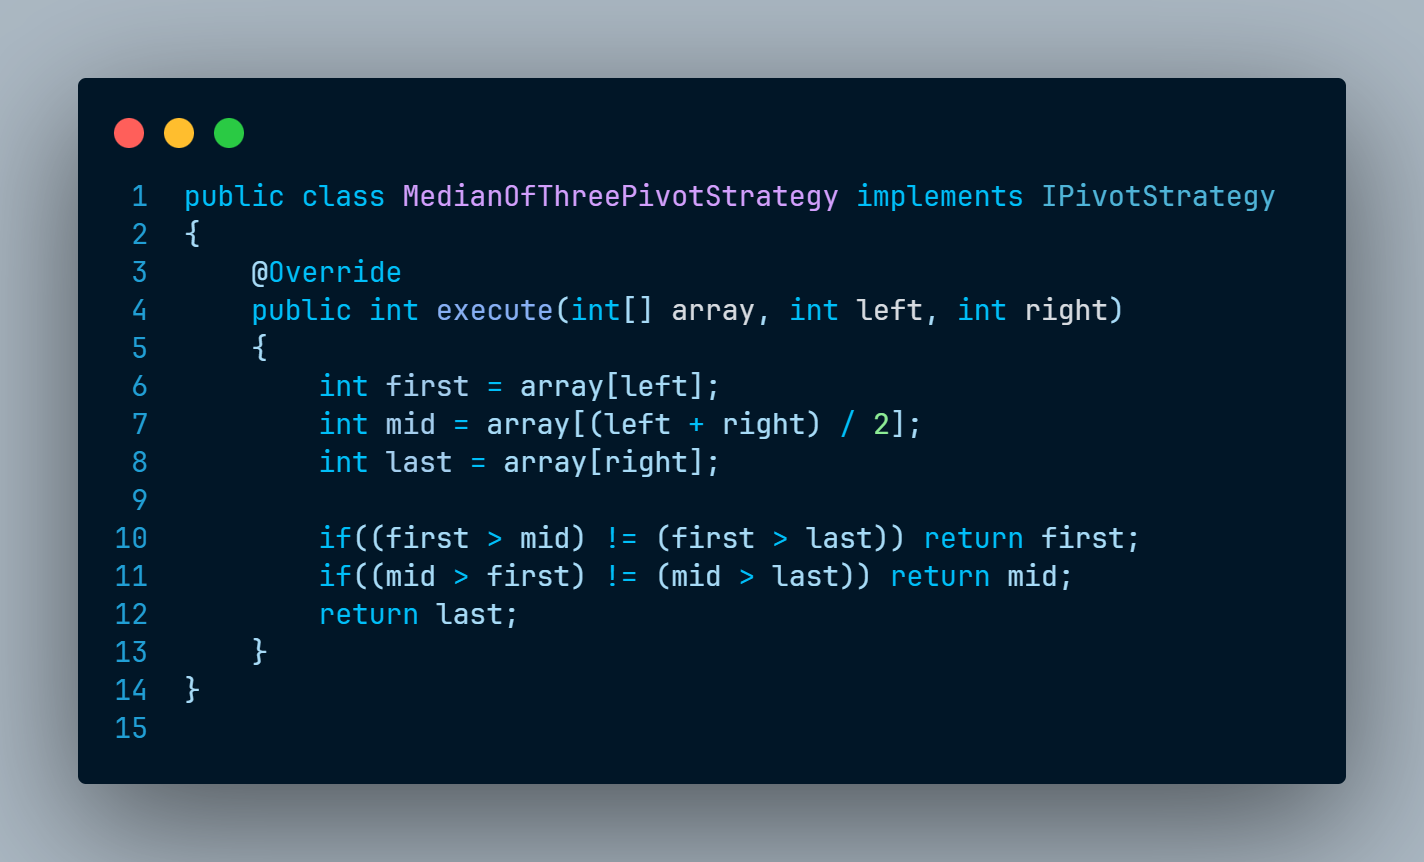 1 public class MedianOfThreePivotStrategy implements IPivotStrategy
2 {
3     @Override
4     public int execute(int[] array, int left, int right)
5     {
6         int first = array[left];
7         int mid = array[(left + right) / 2];
8         int last = array[right];
9
10         if((first > mid) != (first > last)) return first;
11         if((mid > first) != (mid > last)) return mid;
12         return last;
13     }
14 }
15